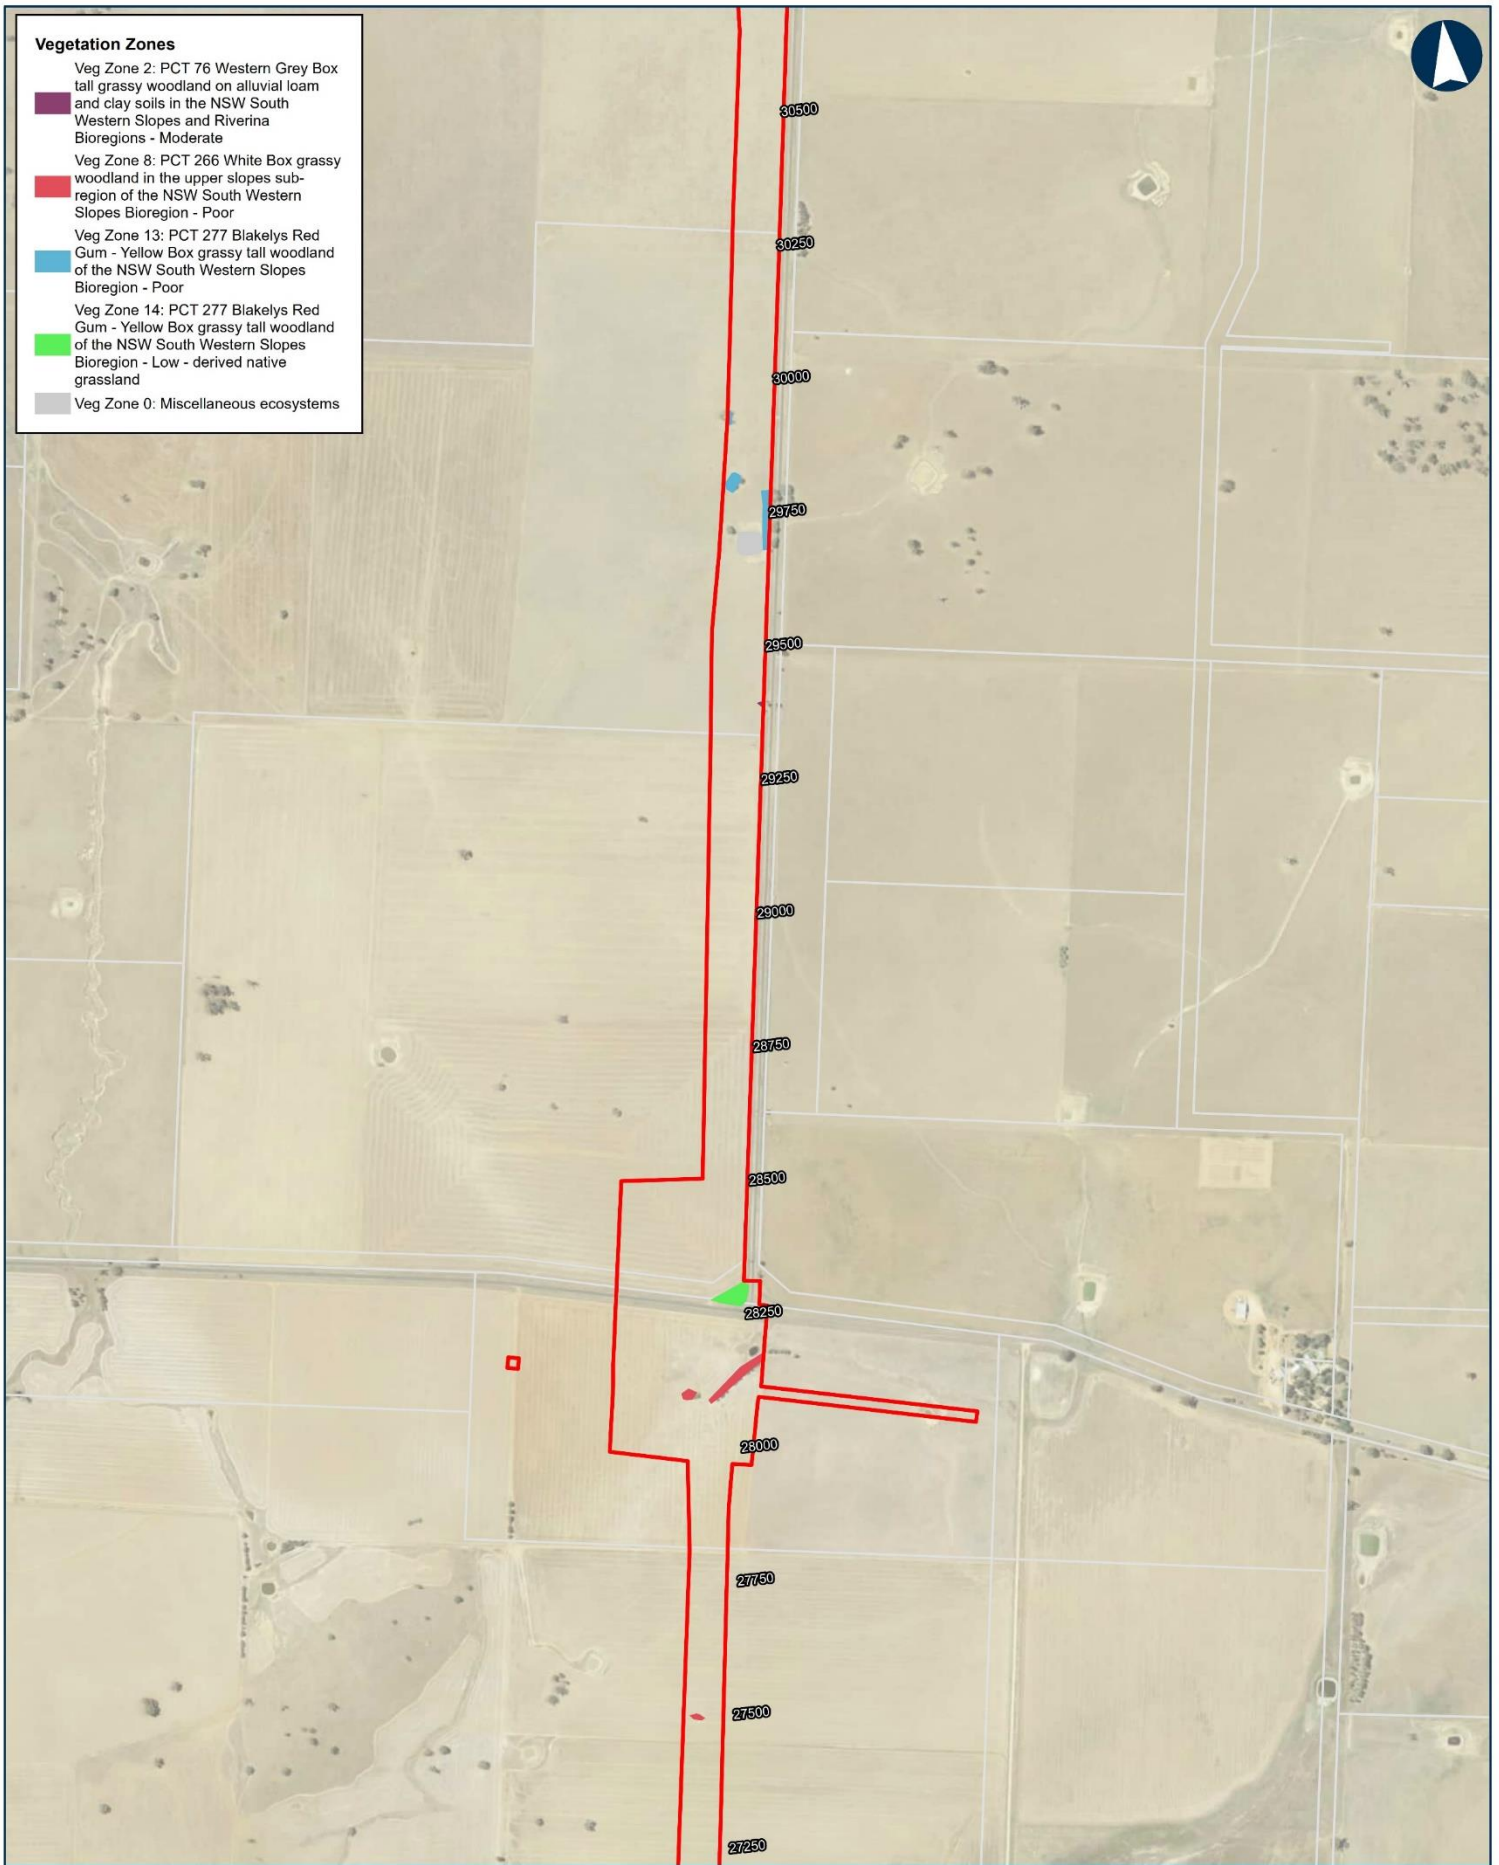 Vegetation Zones
Veg Zone 2: PCT 76 Western Grey Box
tall grassy woodland on alluvial loam
and clay soils in the NSW South
Western Slopes and Riverina
Bioregions - Moderate
Veg Zone 8: PCT 266 White Box grassy
woodland in the upper slopes sub-
region of the NSW South Western
Slopes Bioregion - Poor
Veg Zone 13: PCT 277 Blakelys Red
Gum - Yellow Box grassy tall woodland
of the NSW South Western Slopes
Bioregion - Poor
Veg Zone 14: PCT 277 Blakelys Red
Gum - Yellow Box grassy tall woodland
of the NSW South Western Slopes
Bioregion - Low - derived native
grassland
Veg Zone 0: Miscellaneous ecosystems
30500
30250
30000
29750
29500
29250
29000
28750
28500
28250
28000
27750
27500
27250